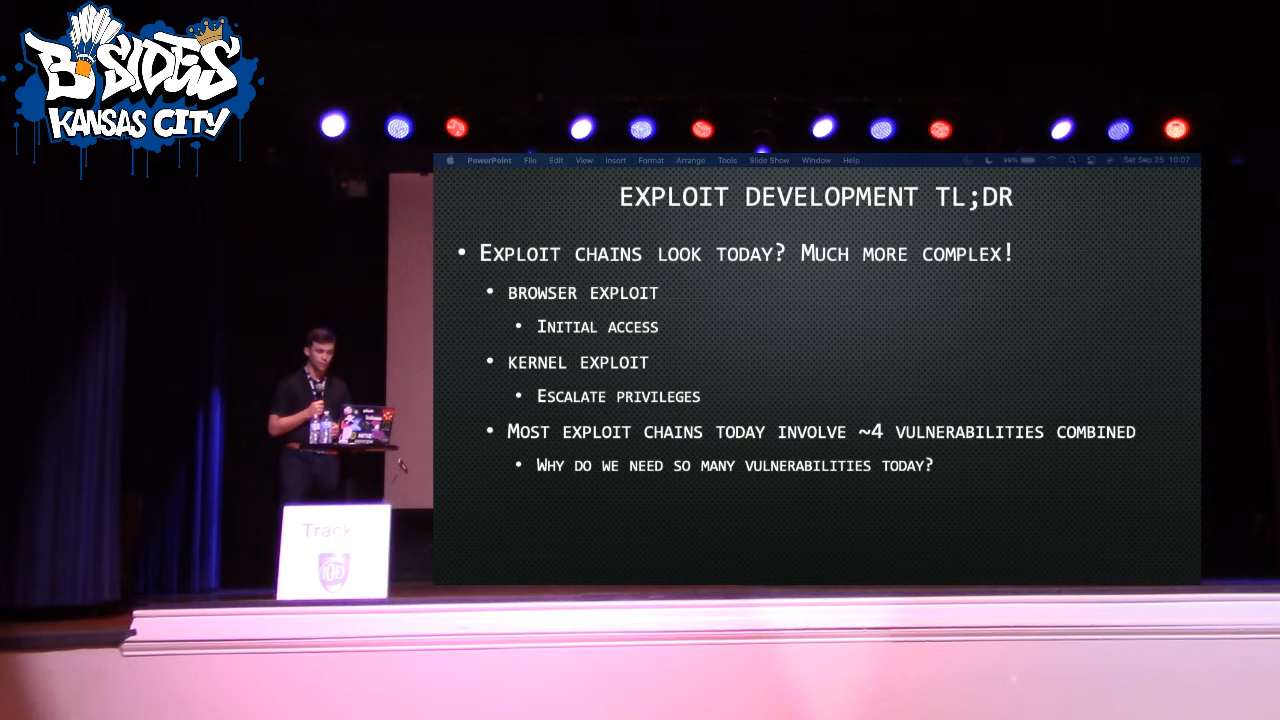 B-SIDES
KANSAS CITY
PowerPoint File Edit View Insert Format Arrange Tools Slide Show Window Help 99% Sat Sep 25 10:07
EXPLOIT DEVELOPMENT TL;DR
• EXPLOIT CHAINS LOOK TODAY? MUCH MORE COMPLEX!
• BROWSER EXPLOIT
• INITIAL ACCESS
• KERNEL EXPLOIT
• ESCALATE PRIVILEGES
• MOST EXPLOIT CHAINS TODAY INVOLVE ~4 VULNERABILITIES COMBINED
• WHY DO WE NEED SO MANY VULNERABILITIES TODAY?
Track